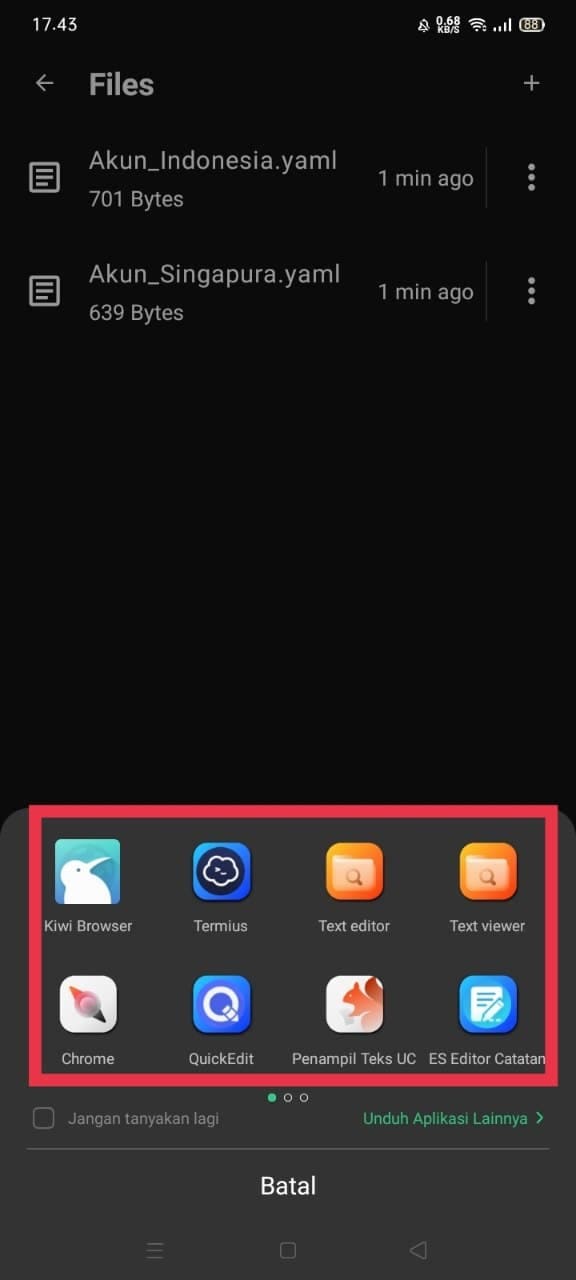 17.43
0.68
KB/S
88
Files
Akun_Indonesia.yaml
701 Bytes
1 min ago
Akun_Singapura.yaml
639 Bytes
1 min ago
Kiwi Browser
Termius
Text editor
Text viewer
Chrome
QuickEdit
Penampil Teks UC
ES Editor Catatan
Jangan tanyakan lagi
Unduh Aplikasi Lainnya
Batal